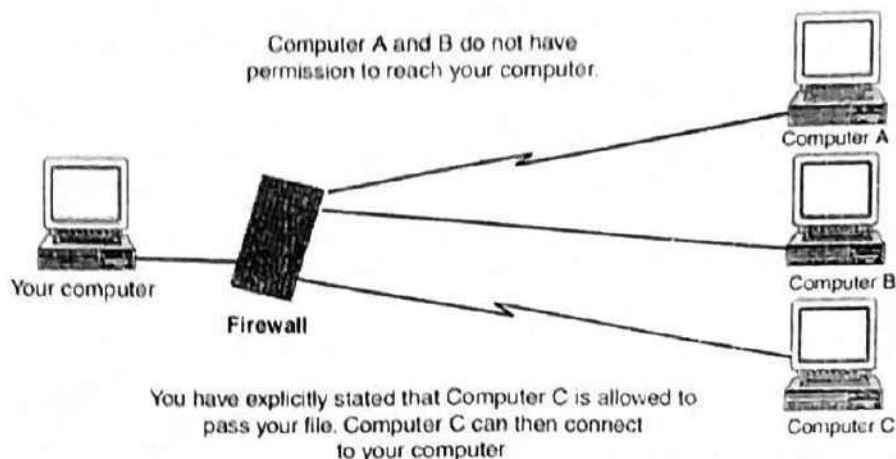 Computer A and B do not have
permission to reach your computer.
Computer A
Your computer
Firewall
Computer B
You have explicitly stated that Computer C is allowed to
pass your file. Computer C can then connect
to your computer
Computer C